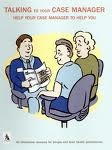 TALKING TO YOUR CASE MANAGER
HELP YOUR CASE MANAGER TO HELP YOU